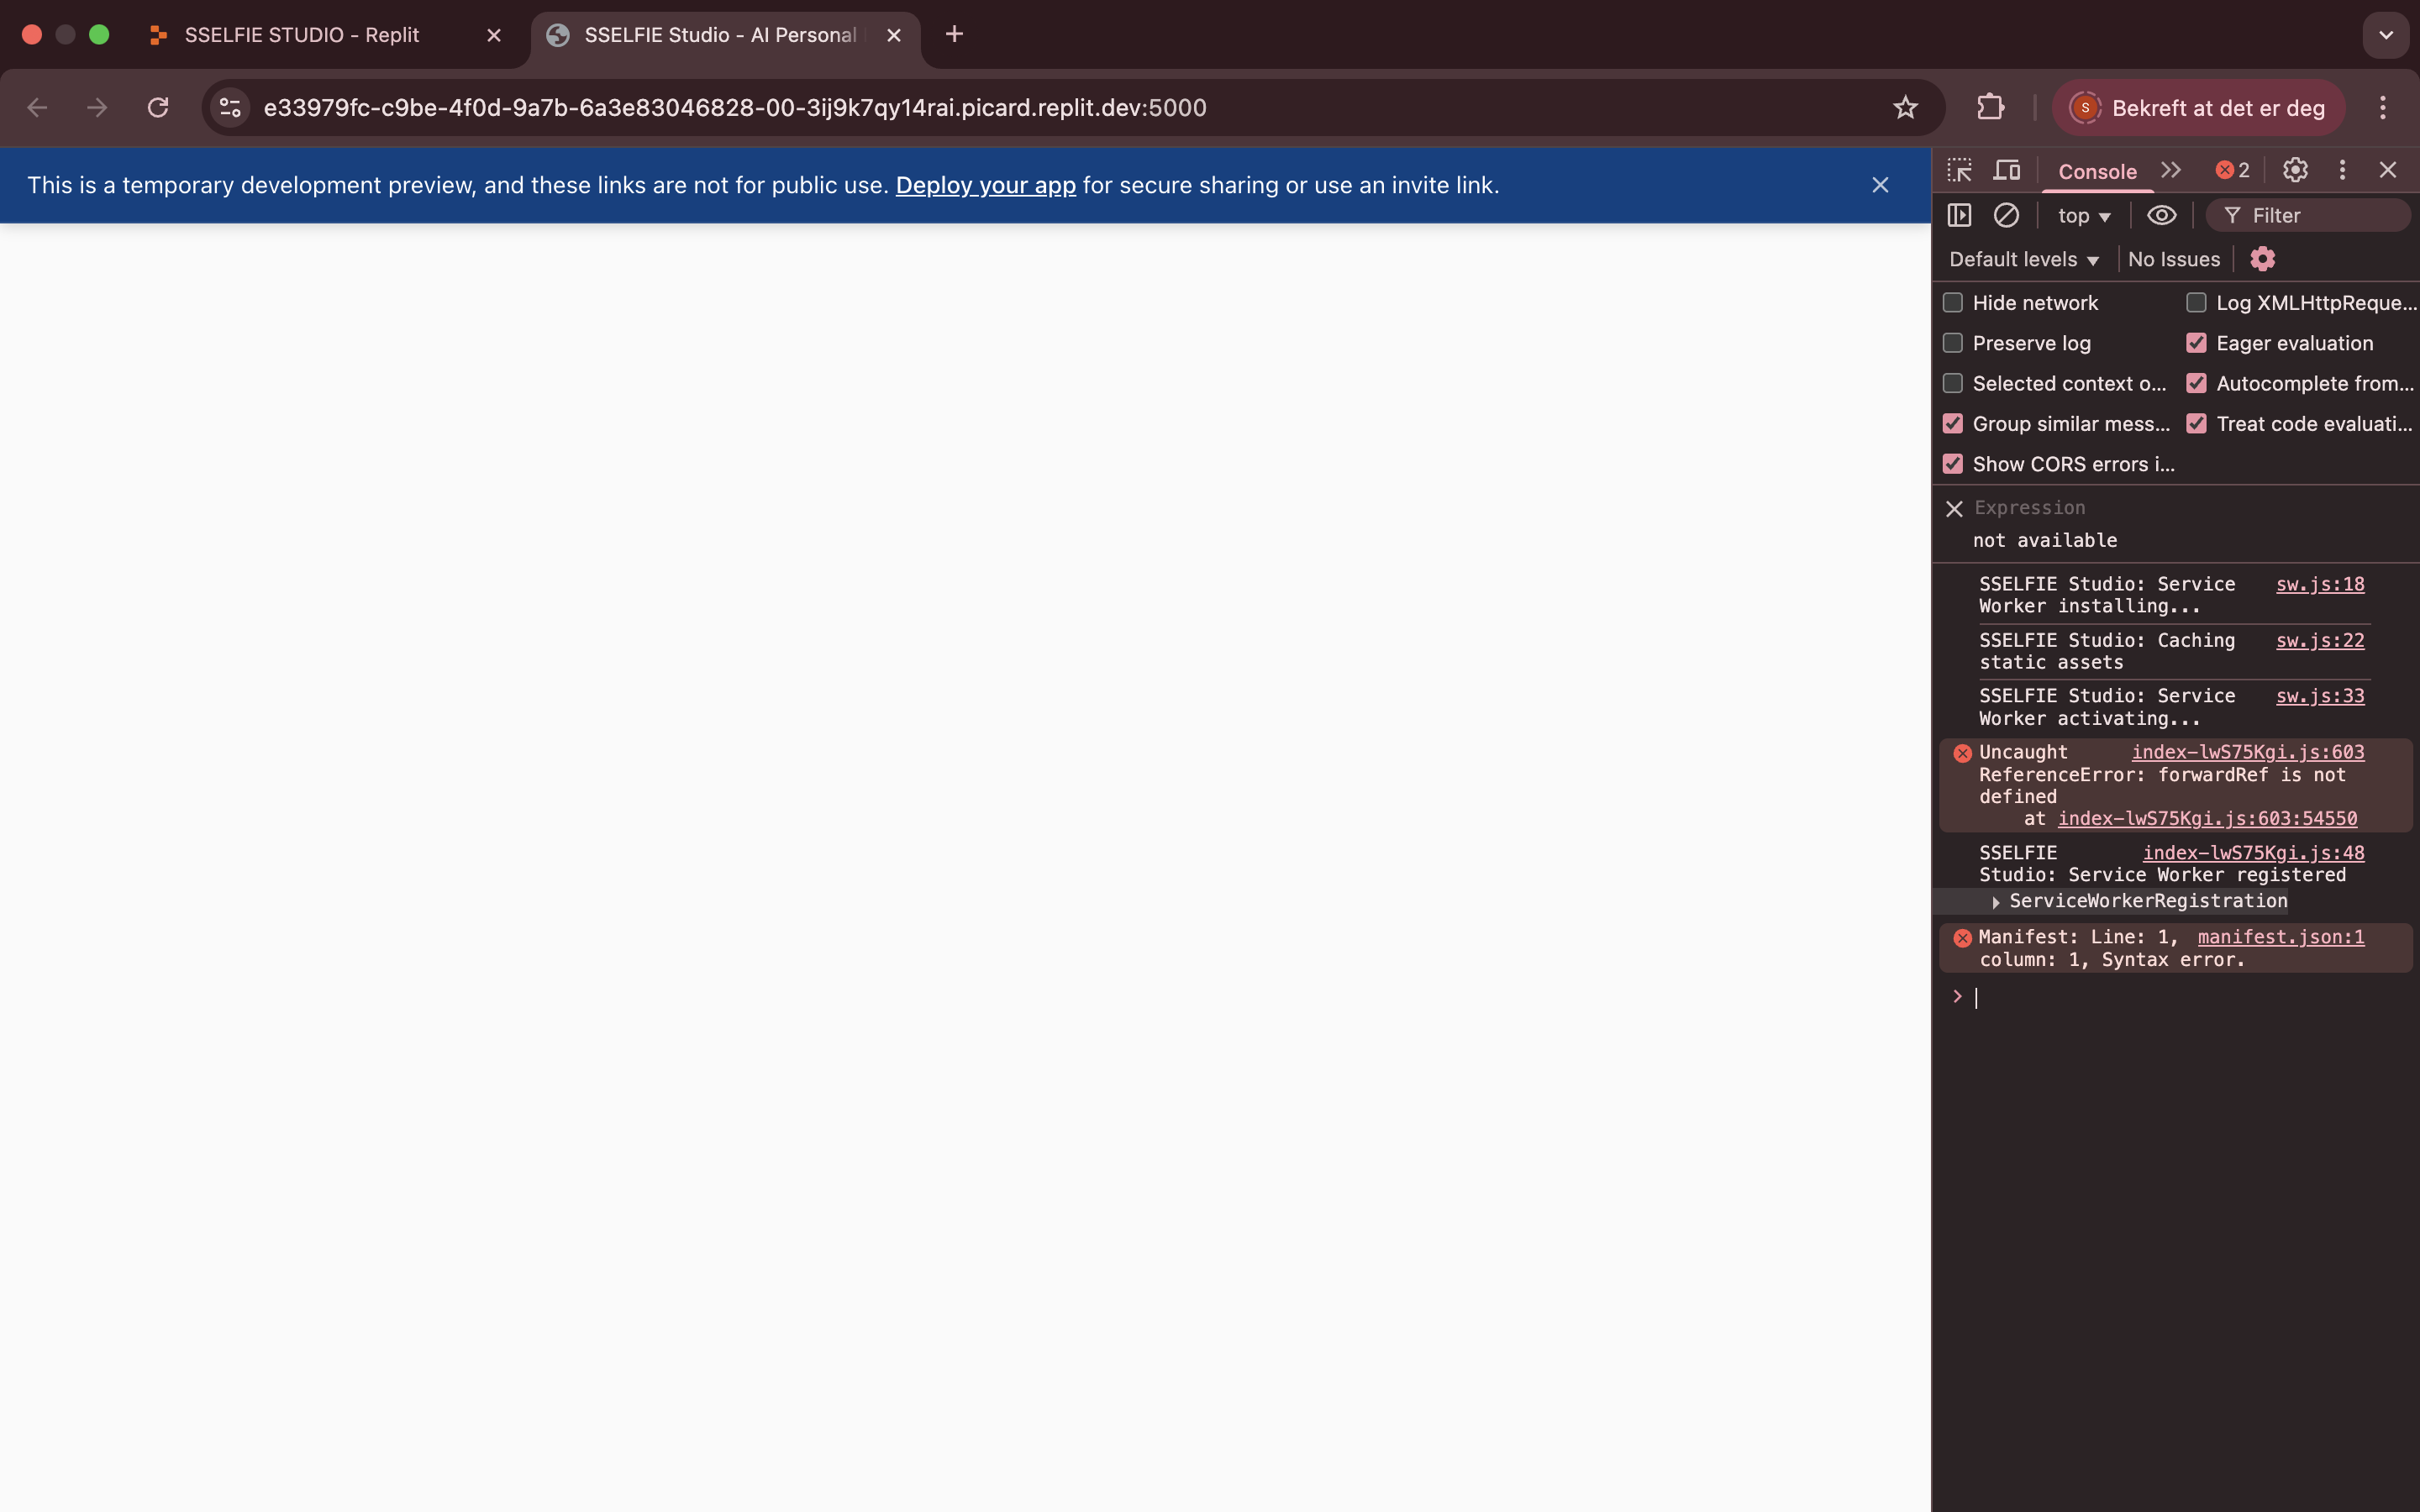 SSELFIE STUDIO - Replit
SSELFIE Studio - AI Personal
e33979fc-c9be-4f0d-9a7b-6a3e83046828-00-3ij9k7qy14rai.picard.replit.dev:5000
S
Bekreft at det er deg
This is a temporary development preview, and these links are not for public use. Deploy your app for secure sharing or use an invite link.
Console
2
top
Filter
Default levels
No Issues
Hide network
Log XMLHttpReque...
Preserve log
Eager evaluation
Selected context o...
Autocomplete from...
Group similar mess...
Treat code evaluati...
Show CORS errors i...
Expression
not available
SSELFIE Studio: Service sw.js:18
Worker installing...
SSELFIE Studio: Caching sw.js:22
static assets
SSELFIE Studio: Service sw.js:33
Worker activating...
Uncaught index-lwS75Kgi.js:603
ReferenceError: forwardRef is not
defined
at index-lwS75Kgi.js:603:54550
SSELFIE index-lwS75Kgi.js:48
Studio: Service Worker registered
ServiceWorkerRegistration
Manifest: Line: 1, manifest.json:1
column: 1, Syntax error.